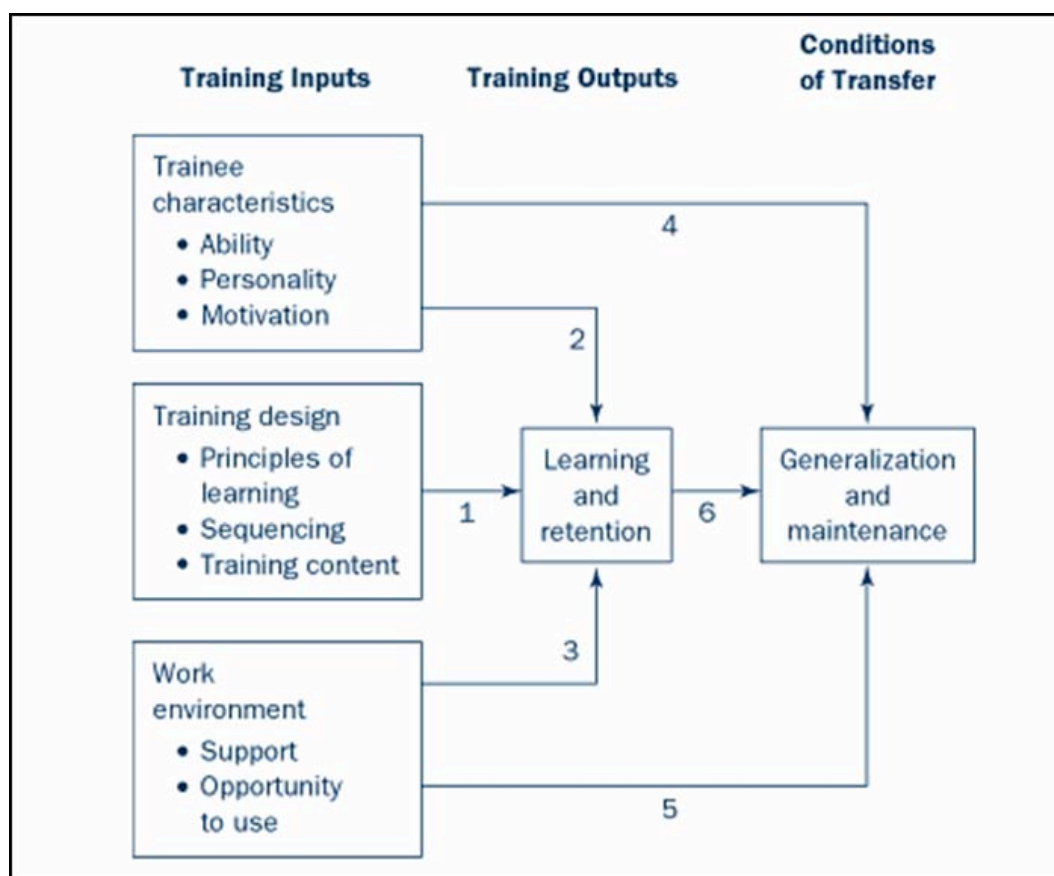 Training Inputs
Training Outputs
Conditions
of Transfer
Trainee
characteristics
• Ability
• Personality
• Motivation
4
2
Training design
• Principles of
learning
• Sequencing
• Training content
1
Learning
and
retention
6
Generalization
and
maintenance
3
Work
environment
• Support
• Opportunity
to use
5